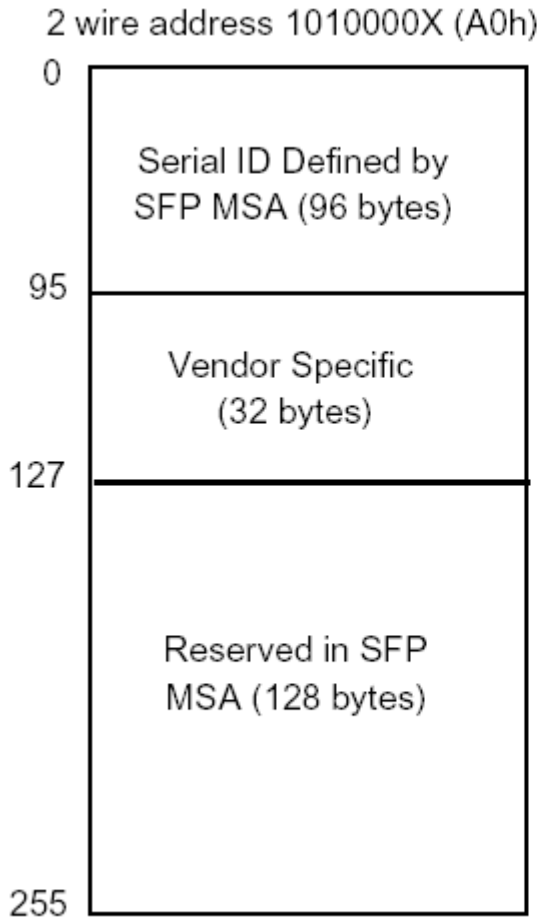 2 wire address 1010000X (A0h)
0
Serial ID Defined by
SFP MSA (96 bytes)
95
Vendor Specific
(32 bytes)
127
Reserved in SFP
MSA (128 bytes)
255